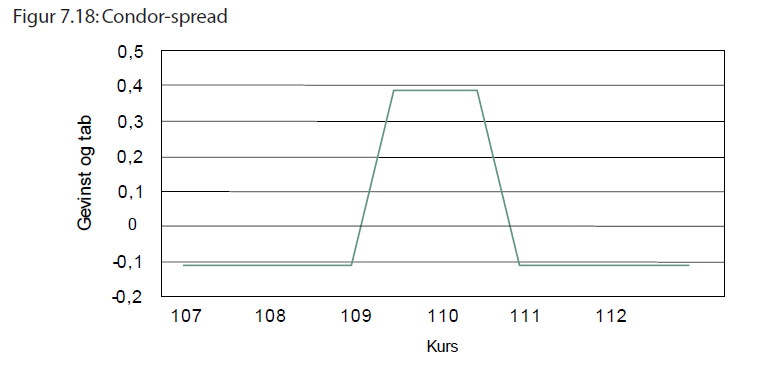 Figur 7.18: Condor-spread
0,5
0,4
0,3
0,2
0,1
0
-0,1
-0,2
Gevinst og tab
107 108 109 110 111 112
Kurs